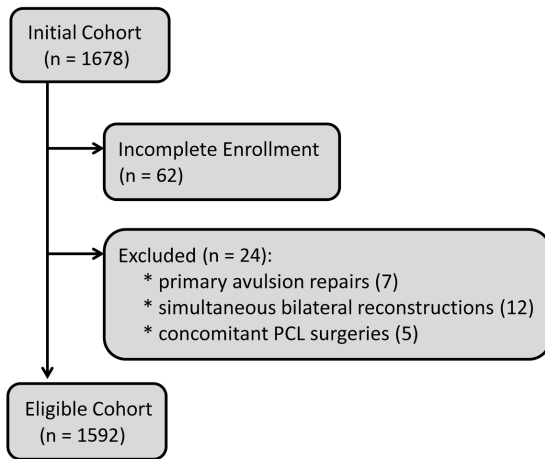 Initial Cohort
(n = 1678)
Incomplete Enrollment
(n = 62)
Excluded (n = 24):
* primary avulsion repairs (7)
* simultaneous bilateral reconstructions (12)
* concomitant PCL surgeries (5)
Eligible Cohort
(n = 1592)